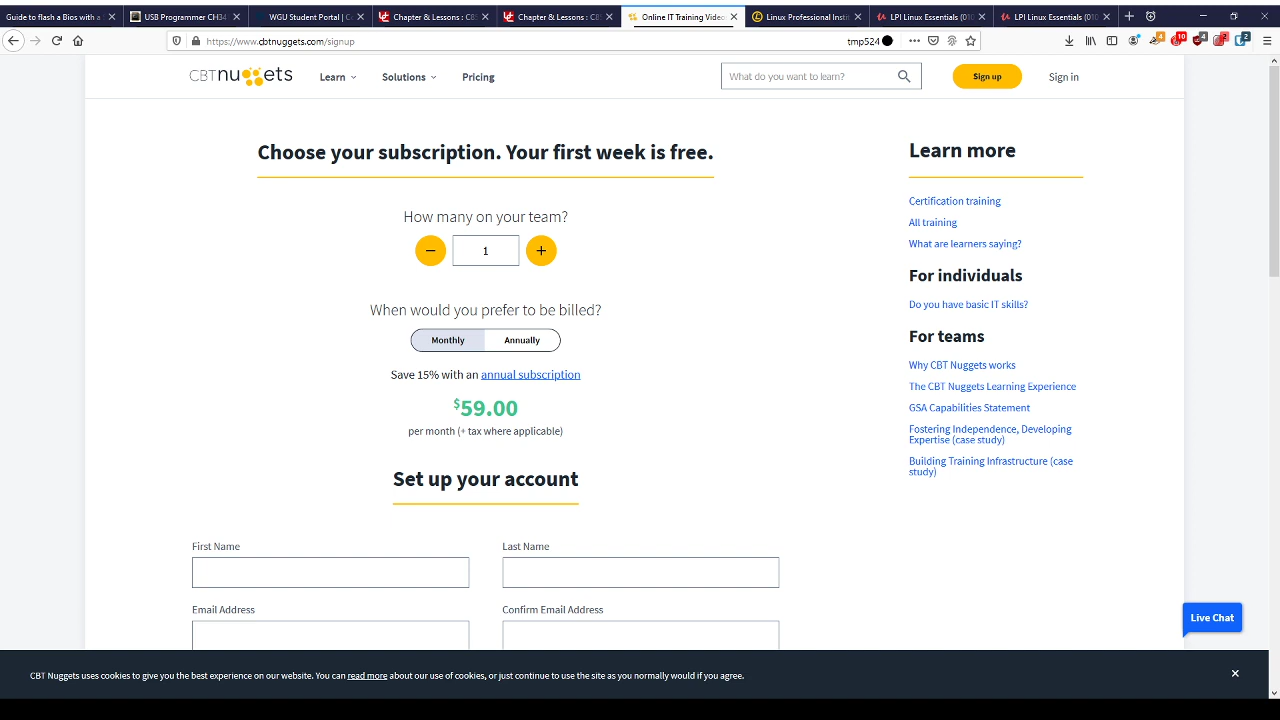 Guide to flash a Bios with a
USB Programmer CH34
WGU Student Portal | C
Chapter & Lessons : CBS
Chapter & Lessons : CBS
Online IT Training Video
Linux Professional Insti
LPI Linux Essentials (010
LPI Linux Essentials (010
https://www.cbtnuggets.com/signup
tmp524
CBTnuggets
Learn
Solutions
Pricing
What do you want to learn?
Sign up
Sign in
Choose your subscription. Your first week is free.
How many on your team?
1
When would you prefer to be billed?
Monthly
Annually
Save 15% with an annual subscription
$59.00
per month (+ tax where applicable)
Set up your account
First Name
Last Name
Email Address
Confirm Email Address
Learn more
Certification training
All training
What are learners saying?
For individuals
Do you have basic IT skills?
For teams
Why CBT Nuggets works
The CBT Nuggets Learning Experience
GSA Capabilities Statement
Fostering Independence, Developing
Expertise (case study)
Building Training Infrastructure (case
study)
Live Chat
CBT Nuggets uses cookies to give you the best experience on our website. You can read more about our use of cookies, or just continue to use the site as you normally would if you agree.